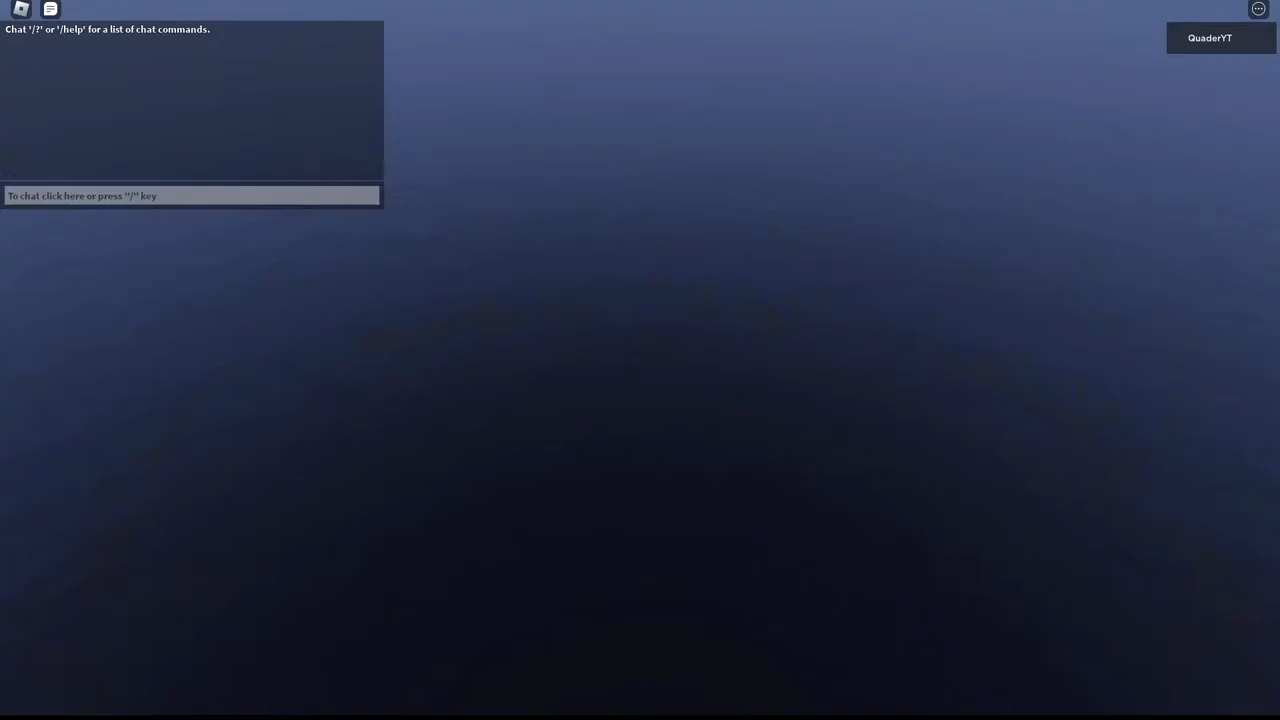 Chat '/?' or '/help' for a list of chat commands.
QuaderYT
To chat click here or press "/" key